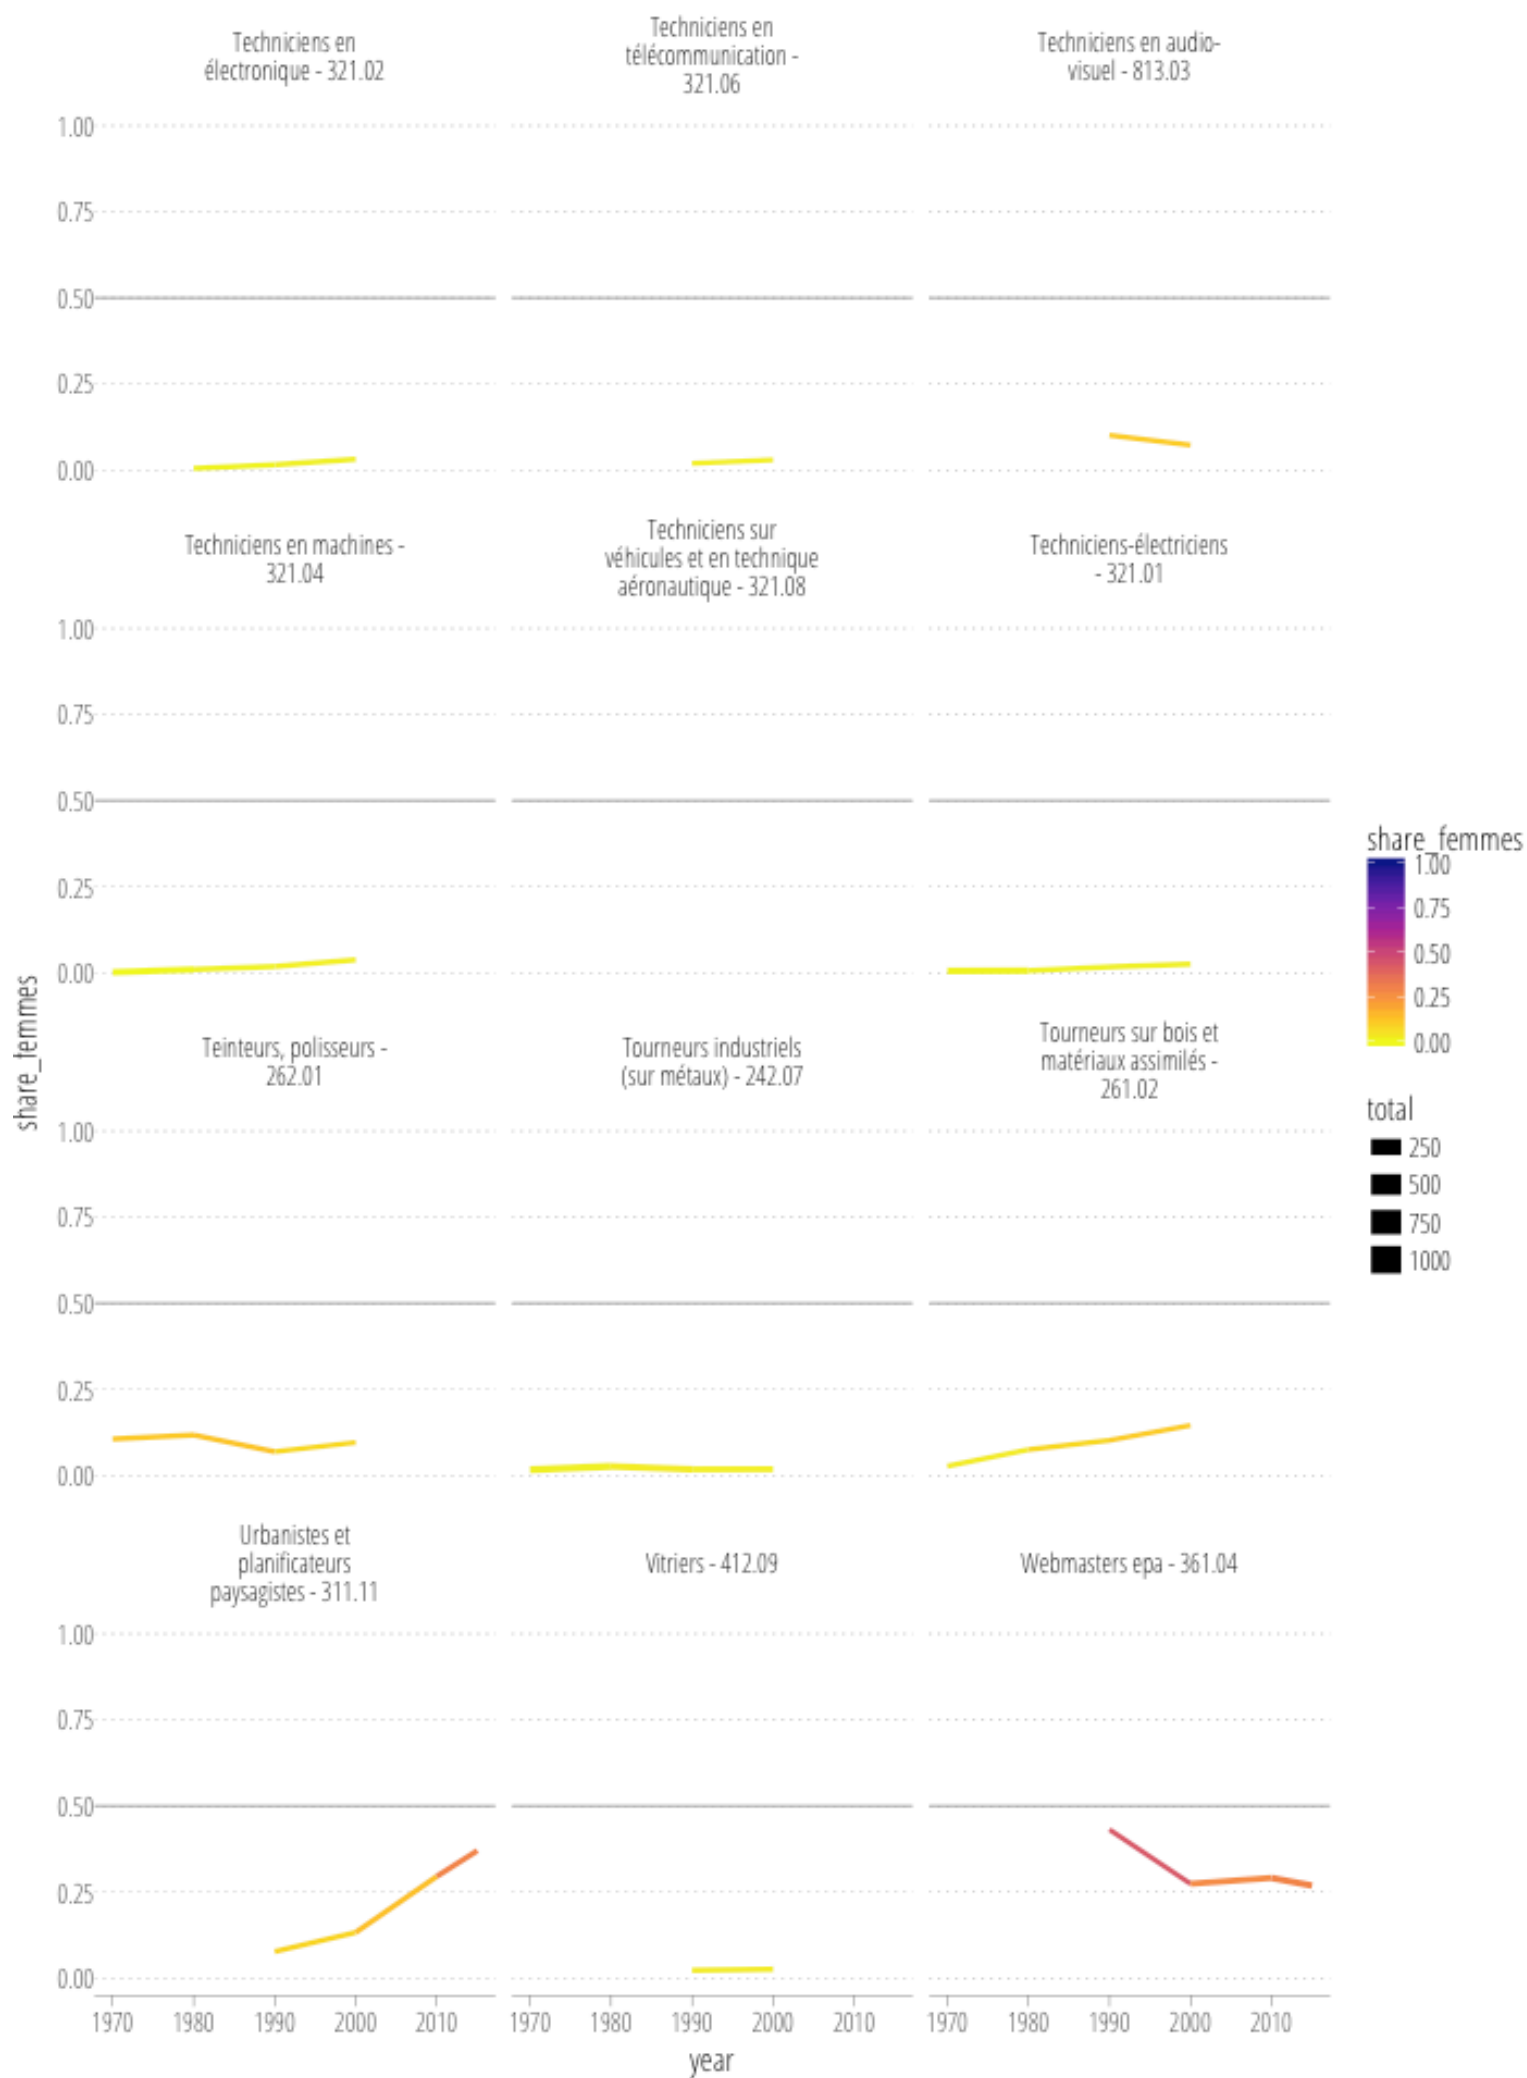 Techniciens en
électronique - 321.02
Techniciens en
télécommunication -
321.06
Techniciens en audio-
visuel - 813.03
1.00
0.75
0.50
0.25
0.00
Techniciens en machines -
321.04
Techniciens sur
véhicules et en technique
aéronautique - 321.08
Techniciens-électriciens
- 321.01
1.00
0.75
0.50
0.25
0.00
Teinteurs, polisseurs -
262.01
Tourneurs industriels
(sur métaux) - 242.07
Tourneurs sur bois et
matériaux assimilés -
261.02
1.00
0.75
0.50
0.25
0.00
Urbanistes et
planificateurs
paysagistes - 311.11
Vitriers - 412.09
Webmasters epa - 361.04
1.00
0.75
0.50
0.25
0.00
1970 1980 1990 2000 2010
1970 1980 1990 2000 2010
1970 1980 1990 2000 2010
year
share_femmes
share_femmes
1.00
0.75
0.50
0.25
0.00
total
250
500
750
1000